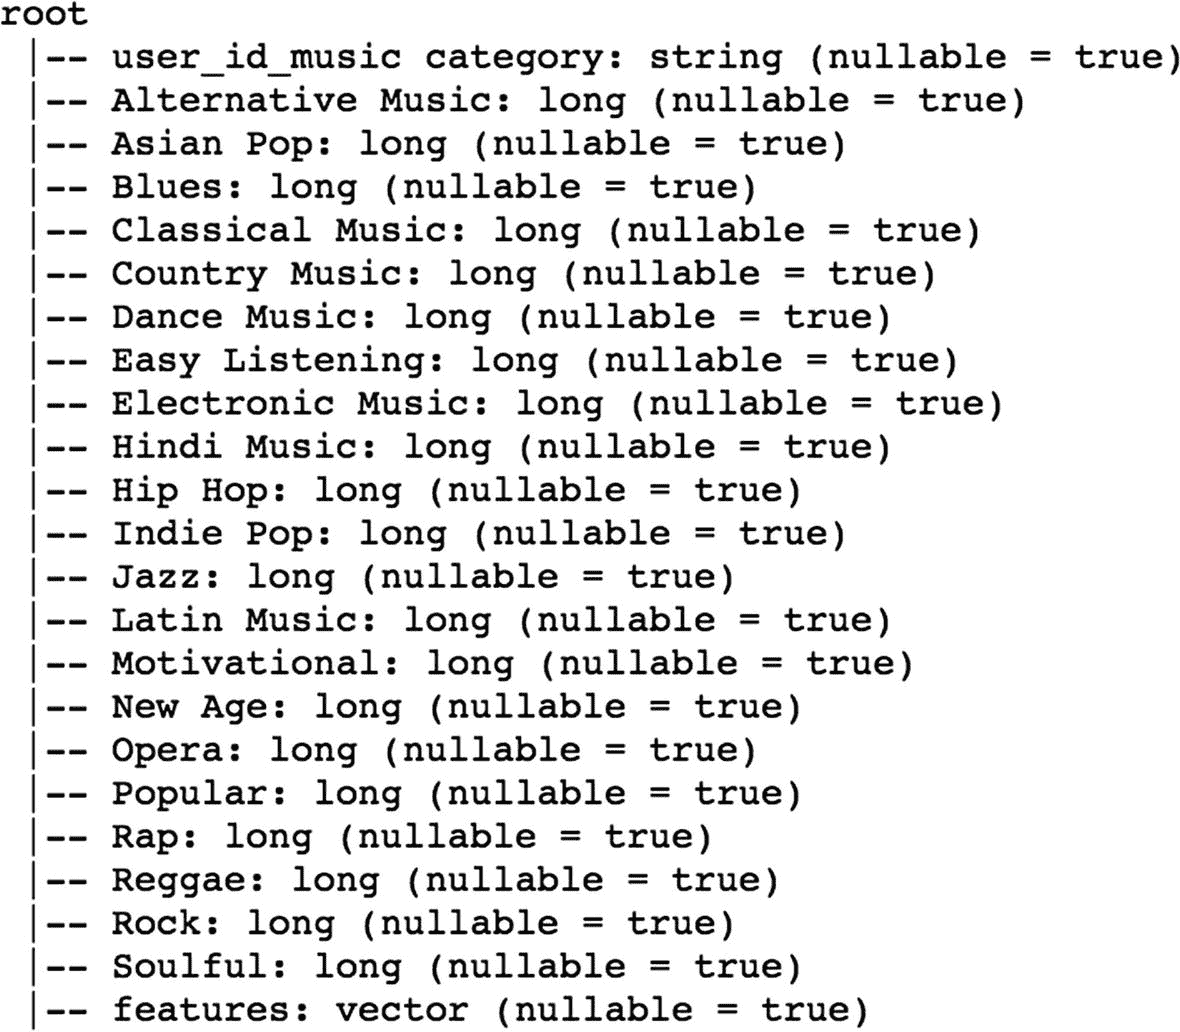 root
|-- user_id_music category: string (nullable = true)
|-- Alternative Music: long (nullable = true)
|-- Asian Pop: long (nullable = true)
|-- Blues: long (nullable = true)
|-- Classical Music: long (nullable = true)
|-- Country Music: long (nullable = true)
|-- Dance Music: long (nullable = true)
|-- Easy Listening: long (nullable = true)
|-- Electronic Music: long (nullable = true)
|-- Hindi Music: long (nullable = true)
|-- Hip Hop: long (nullable = true)
|-- Indie Pop: long (nullable = true)
|-- Jazz: long (nullable = true)
|-- Latin Music: long (nullable = true)
|-- Motivational: long (nullable = true)
|-- New Age: long (nullable = true)
|-- Opera: long (nullable = true)
|-- Popular: long (nullable = true)
|-- Rap: long (nullable = true)
|-- Reggae: long (nullable = true)
|-- Rock: long (nullable = true)
|-- Soulful: long (nullable = true)
|-- features: vector (nullable = true)